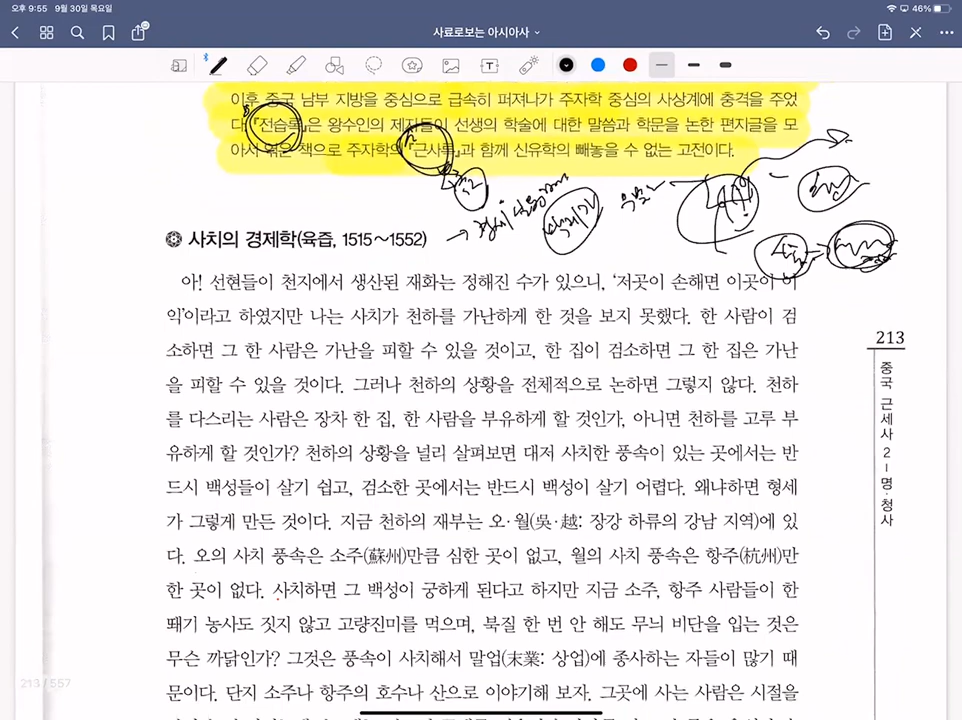 오후 9:55 9월 30일 목요일
46%
사료로보는 아시아사
이후 중국 남부 지방을 중심으로 급속히 퍼져나가 주자학 중심의 사상계에 충격을 주었
다. 『전습록』은 왕수인의 제자들이 선생의 학술에 대한 말씀과 학문을 논한 편지글을 모
아서 엮은 책으로 주자학의 『근사록』과 함께 신유학의 빼놓을 수 없는 고전이다.
사치의 경제학(육즙, 1515~1552)
아! 선현들이 천지에서 생산된 재화는 정해진 수가 있으니, '저곳이 손해면 이곳이 이
익'이라고 하였지만 나는 사치가 천하를 가난하게 한 것을 보지 못했다. 한 사람이 검
소하면 그 한 사람은 가난을 피할 수 있을 것이고, 한 집이 검소하면 그 한 집은 가난
을 피할 수 있을 것이다. 그러나 천하의 상황을 전체적으로 논하면 그렇지 않다. 천하
를 다스리는 사람은 장차 한 집, 한 사람을 부유하게 할 것인가, 아니면 천하를 고루 부
유하게 할 것인가? 천하의 상황을 널리 살펴보면 대저 사치한 풍속이 있는 곳에서는 반
드시 백성들이 살기 쉽고, 검소한 곳에서는 반드시 백성이 살기 어렵다. 왜냐하면 형세
가 그렇게 만든 것이다. 지금 천하의 재부는 오·월(吳·越: 장강 하류의 강남 지역)에 있
다. 오의 사치 풍속은 소주(蘇州)만큼 심한 곳이 없고, 월의 사치 풍속은 항주(杭州)만
한 곳이 없다. 사치하면 그 백성이 궁하게 된다고 하지만 지금 소주, 항주 사람들이 한
뙈기 농사도 짓지 않고 고량진미를 먹으며, 북질 한 번 안 해도 무늬 비단을 입는 것은
무슨 까닭인가? 그것은 풍속이 사치해서 말업(末業: 상업)에 종사하는 자들이 많기 때
문이다. 단지 소주나 항주의 호수나 산으로 이야기해 보자. 그곳에 사는 사람은 시절을
213
중국 근세사 2-명·청사
213 / 557